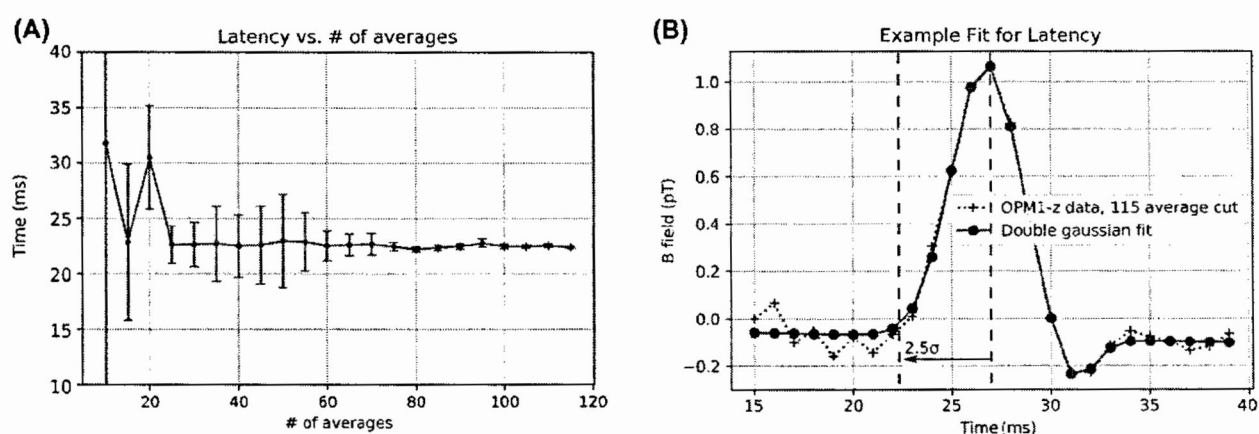 (A)
Latency vs. # of averages
40
35
30
25
20
15
10
Time (ms)
20
40
60
80
100
120
# of averages
(B)
Example Fit for Latency
1.0
0.8
0.6
0.4
0.2
0.0
−0.2
B field (pT)
OPM1-z data, 115 average cut
Double gaussian fit
2.5σ
15
20
25
30
35
40
Time(ms)